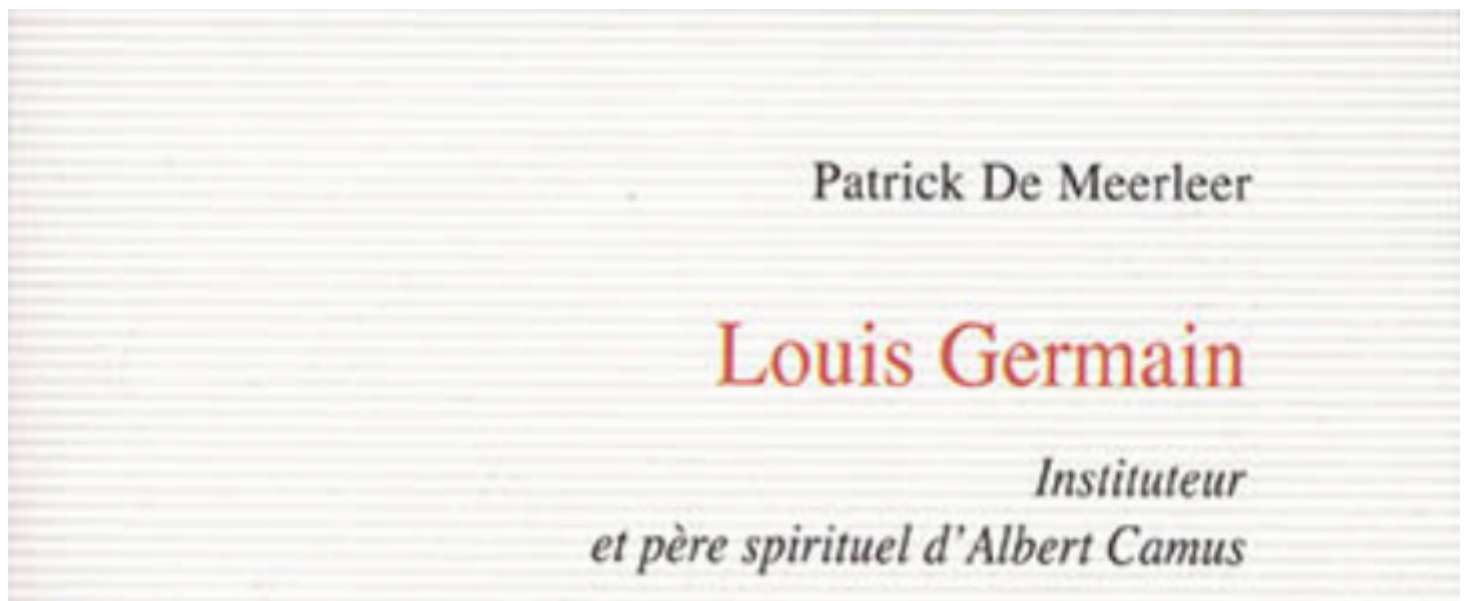 Patrick De Meerleer
Louis Germain
Instituteur
et père spirituel d'Albert Camus